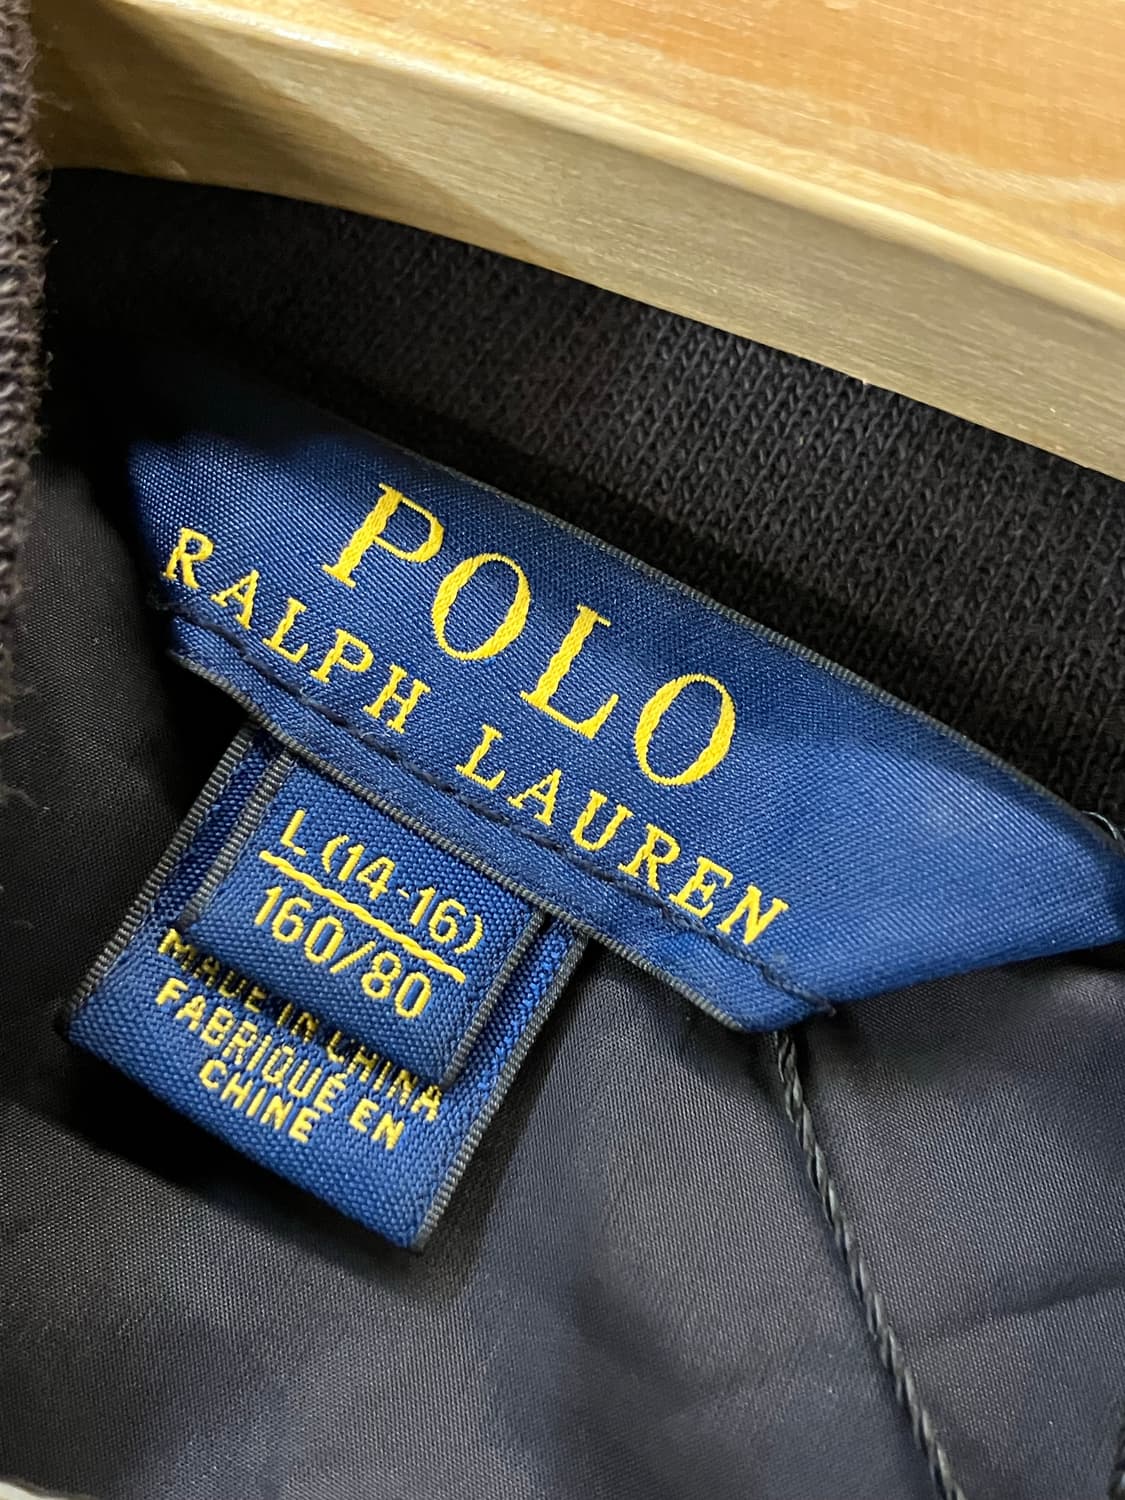 POLO
RALPH LAUREN
L (14-16)
160/80
MADE IN CHINA
FABRIQUÉ EN
CHINE